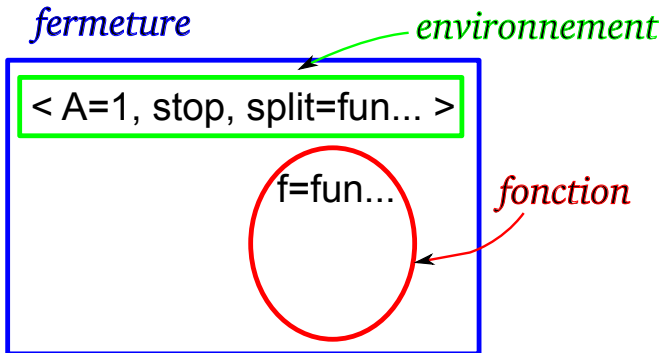 fermeture
environnement
< A=1, stop, split=fun... >
f=fun...
fonction